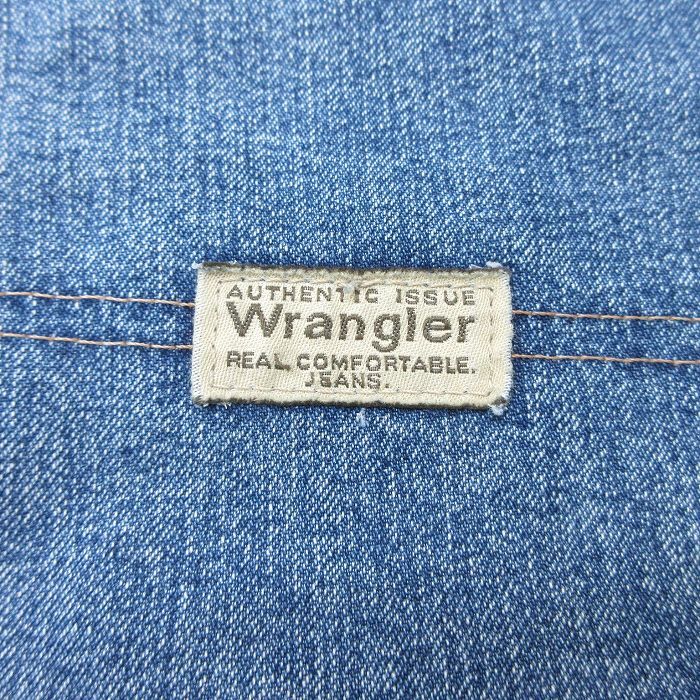 AUTHENTIC ISSUE
Wrangler
REAL COMFORTABLE.
JEANS.